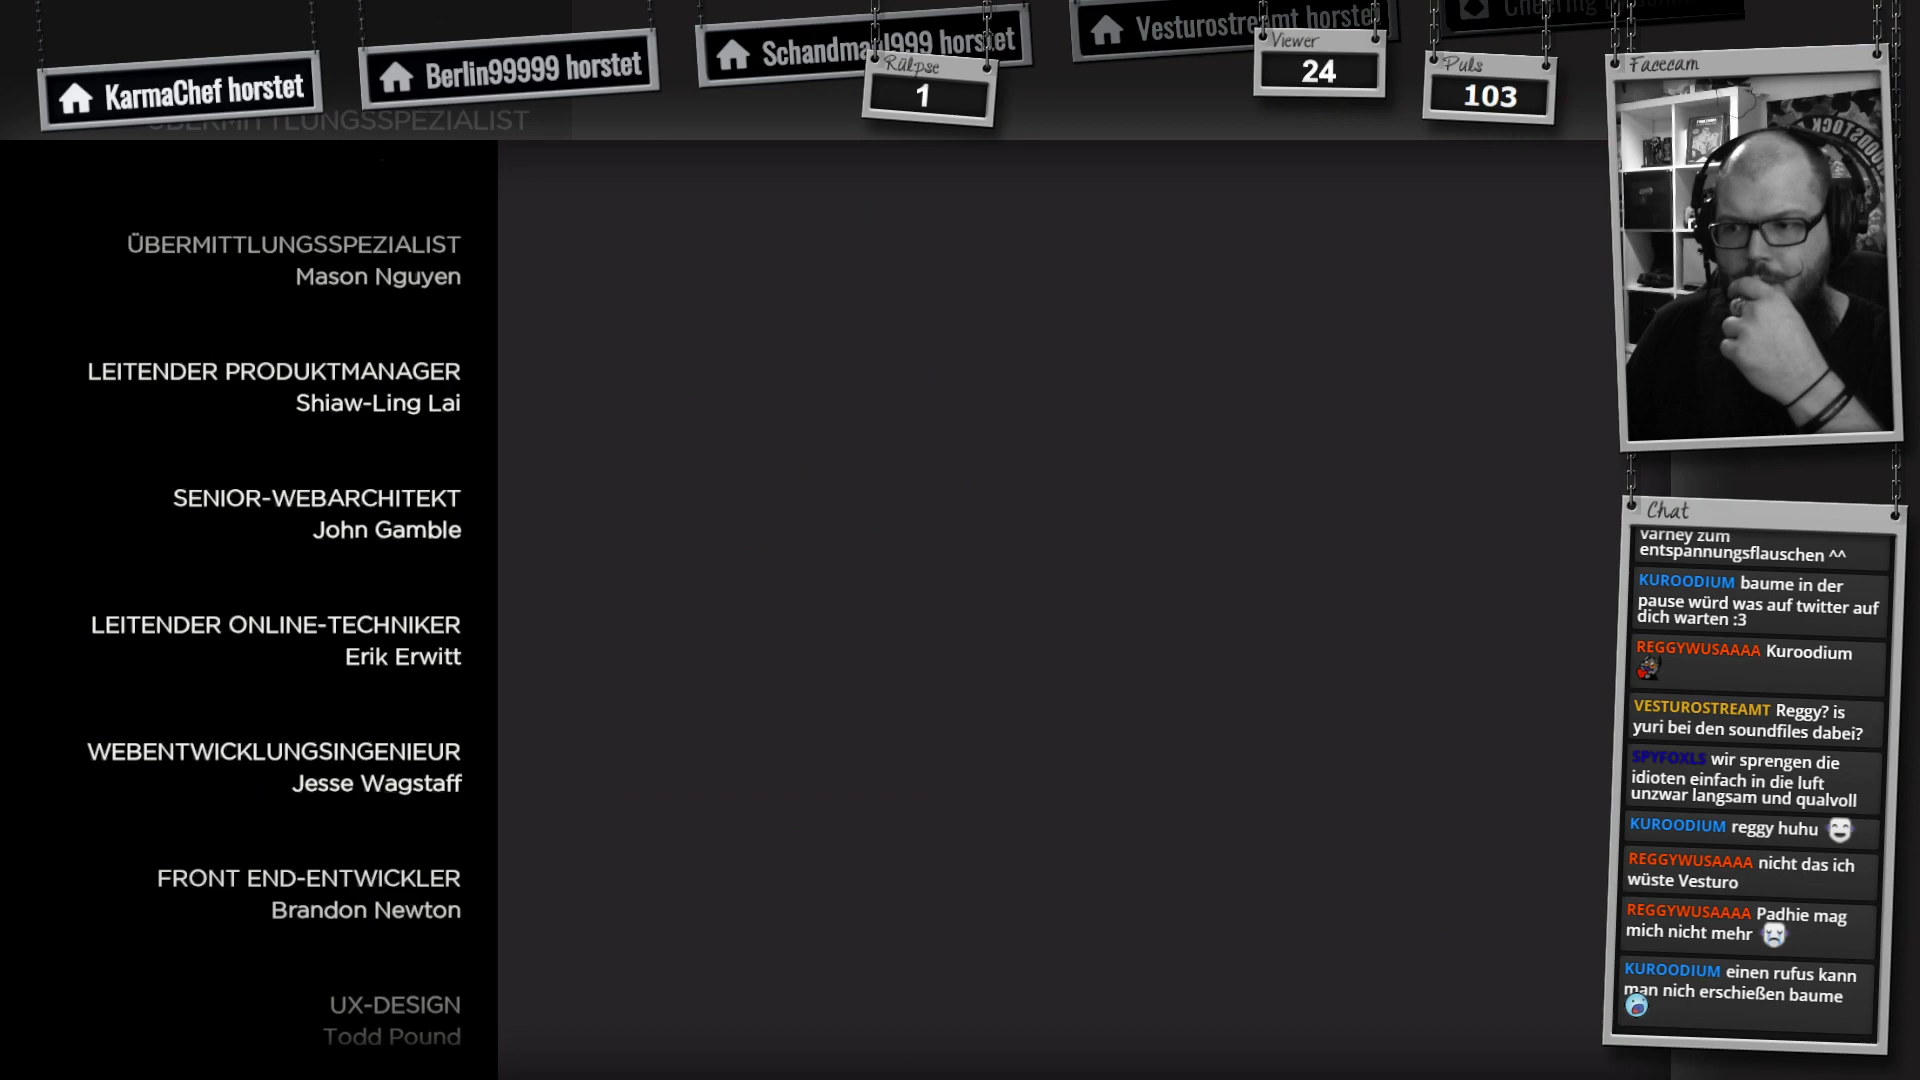 KarmaChef horstet
Berlin99999 horstet
horstet
Vesturostreamt horstet
Rülpse
1
Viewer
24
Puls
103
Facecam
WOODSTOCK
ÜBERMITTLUNGSSPEZIALIST
ÜBERMITTLUNGSSPEZIALIST
Mason Nguyen
LEITENDER PRODUKTMANAGER
Shiaw-Ling Lai
SENIOR-WEBARCHITEKT
John Gamble
LEITENDER ONLINE-TECHNIKER
Erik Erwitt
WEBENTWICKLUNGSINGENIEUR
Jesse Wagstaff
FRONT END-ENTWICKLER
Brandon Newton
UX-DESIGN
Todd Pound
Chat
varney zum
entspannungsflauschen ^^
KUROODIUM baume in der
pause würd was auf twitter auf
dich warten :3
REGGYWUSAAAA Kuroodium
VESTUROSTREAMT Reggy? is
yuri bei den soundfiles dabei?
SPYFOXLS wir sprengen die
idioten einfach in die luft
unzwar langsam und qualvoll
KUROODIUM reggy huhu
REGGYWUSAAAA nicht das ich
wüste Vesturo
REGGYWUSAAAA Padhie mag
mich nicht mehr
KUROODIUM einen rufus kann
man nich erschießen baume